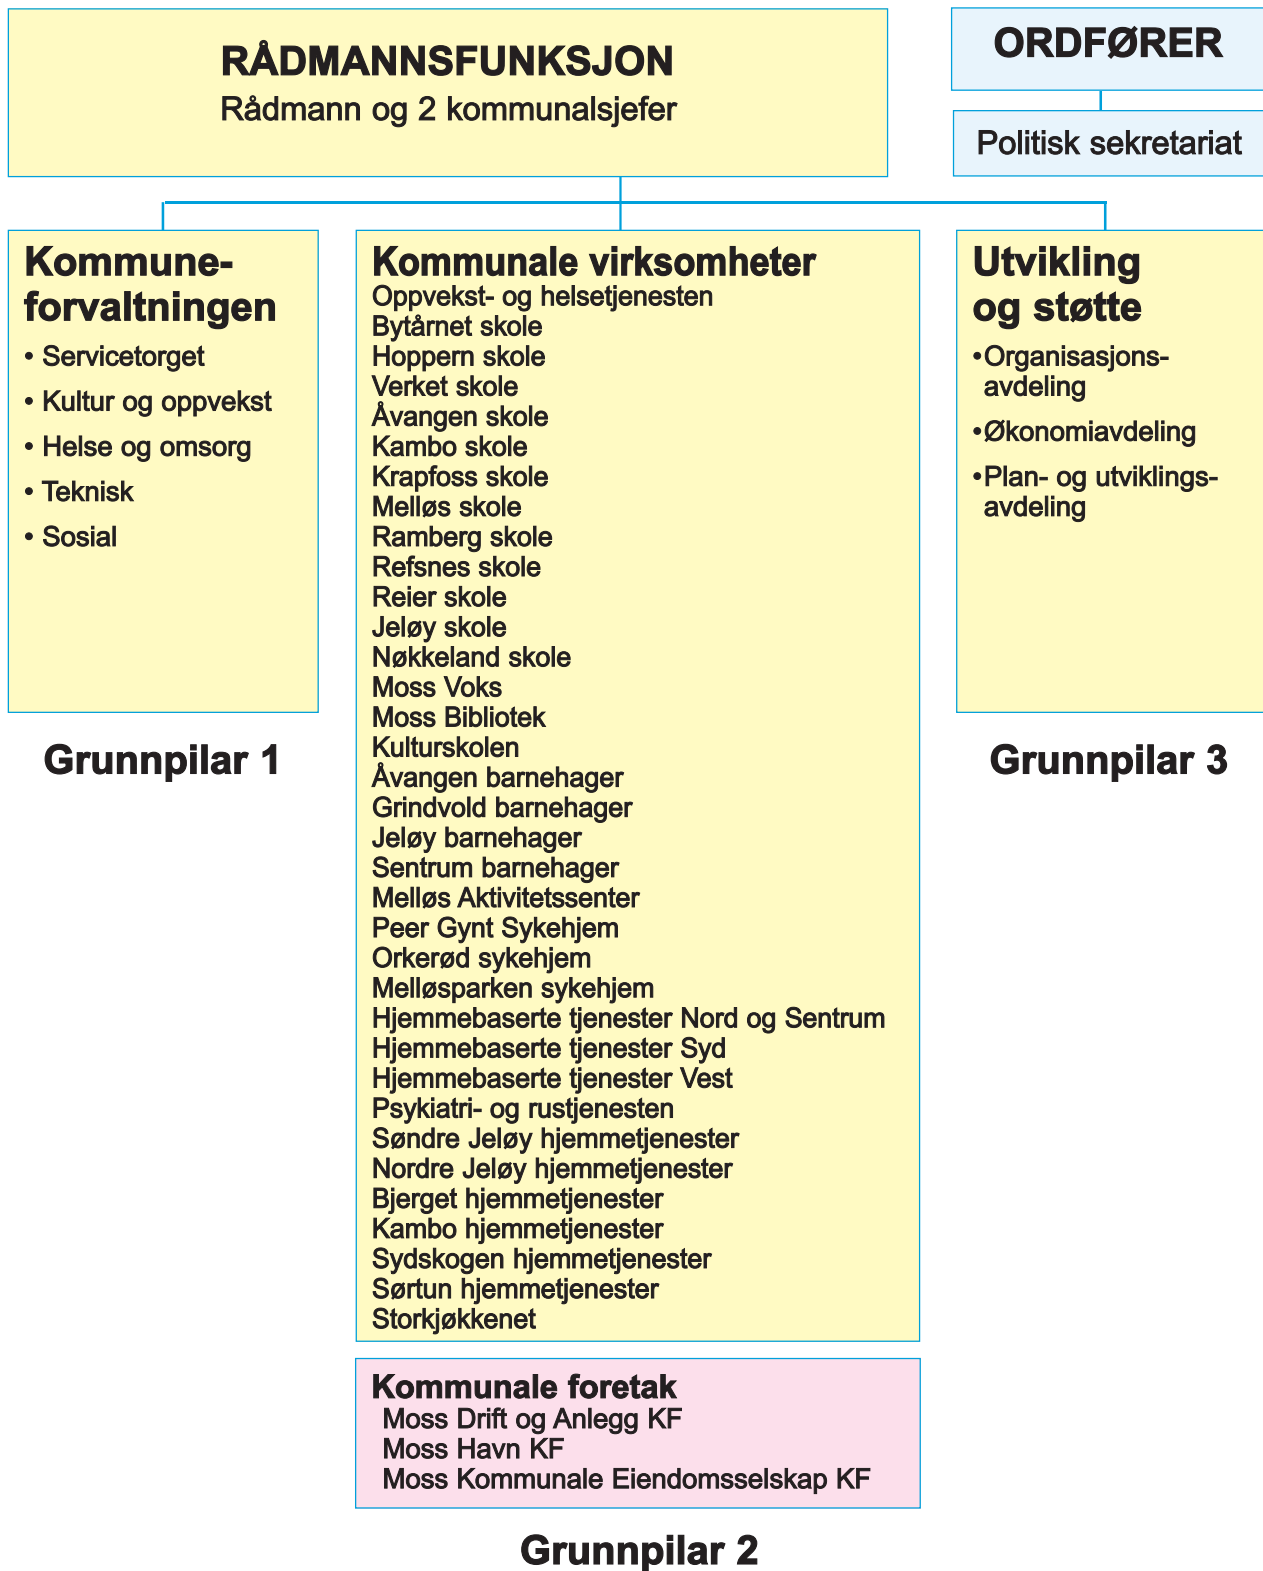 RÅDMANNSFUNKSJON
Rådmann og 2 kommunalsjefer
ORDFØRER
Politisk sekretariat
Kommune-
forvaltningen
• Servicetorget
• Kultur og oppvekst
• Helse og omsorg
• Teknisk
• Sosial
Grunnpilar 1
Kommunale virksomheter
Oppvekst- og helsetjenesten
Bytårnet skole
Hoppern skole
Verket skole
Åvangen skole
Kambo skole
Krapfoss skole
Melløs skole
Ramberg skole
Refsnes skole
Reier skole
Jeløy skole
Nøkkeland skole
Moss Voks
Moss Bibliotek
Kulturskolen
Åvangen barnehager
Grindvold barnehager
Jeløy barnehager
Sentrum barnehager
Melløs Aktivitetssenter
Peer Gynt Sykehjem
Orkerød sykehjem
Melløsparken sykehjem
Hjemmebaserte tjenester Nord og Sentrum
Hjemmebaserte tjenester Syd
Hjemmebaserte tjenester Vest
Psykiatri- og rustjenesten
Søndre Jeløy hjemmetjenester
Nordre Jeløy hjemmetjenester
Bjerget hjemmetjenester
Kambo hjemmetjenester
Sydskogen hjemmetjenester
Sørtun hjemmetjenester
Storkjøkkenet
Kommunale foretak
Moss Drift og Anlegg KF
Moss Havn KF
Moss Kommunale Eiendomsselskap KF
Grunnpilar 2
Utvikling
og støtte
•Organisasjons-
avdeling
•Økonomiavdeling
•Plan- og utviklings-
avdeling
Grunnpilar 3